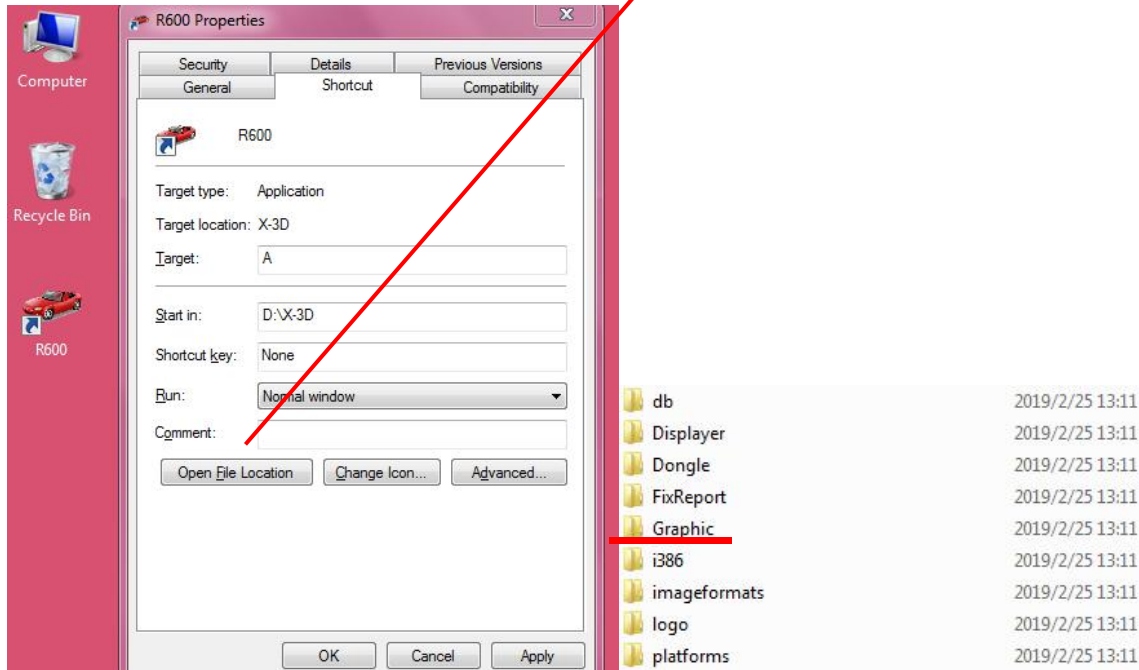 Computer
Recycle Bin
R600
R600 Properties
X
Security Details Previous Versions
General Shortcut Compatibility
R600
Target type: Application
Target location: X-3D
Target: A
Start in: D:\X-3D
Shortcut key: None
Run: Normal window
Comment:
Open File Location Change Icon... Advanced...
OK Cancel Apply
db 2019/2/25 13:11
Displayer 2019/2/25 13:11
Dongle 2019/2/25 13:11
FixReport 2019/2/25 13:11
Graphic 2019/2/25 13:11
i386 2019/2/25 13:11
imageformats 2019/2/25 13:11
logo 2019/2/25 13:11
platforms 2019/2/25 13:11